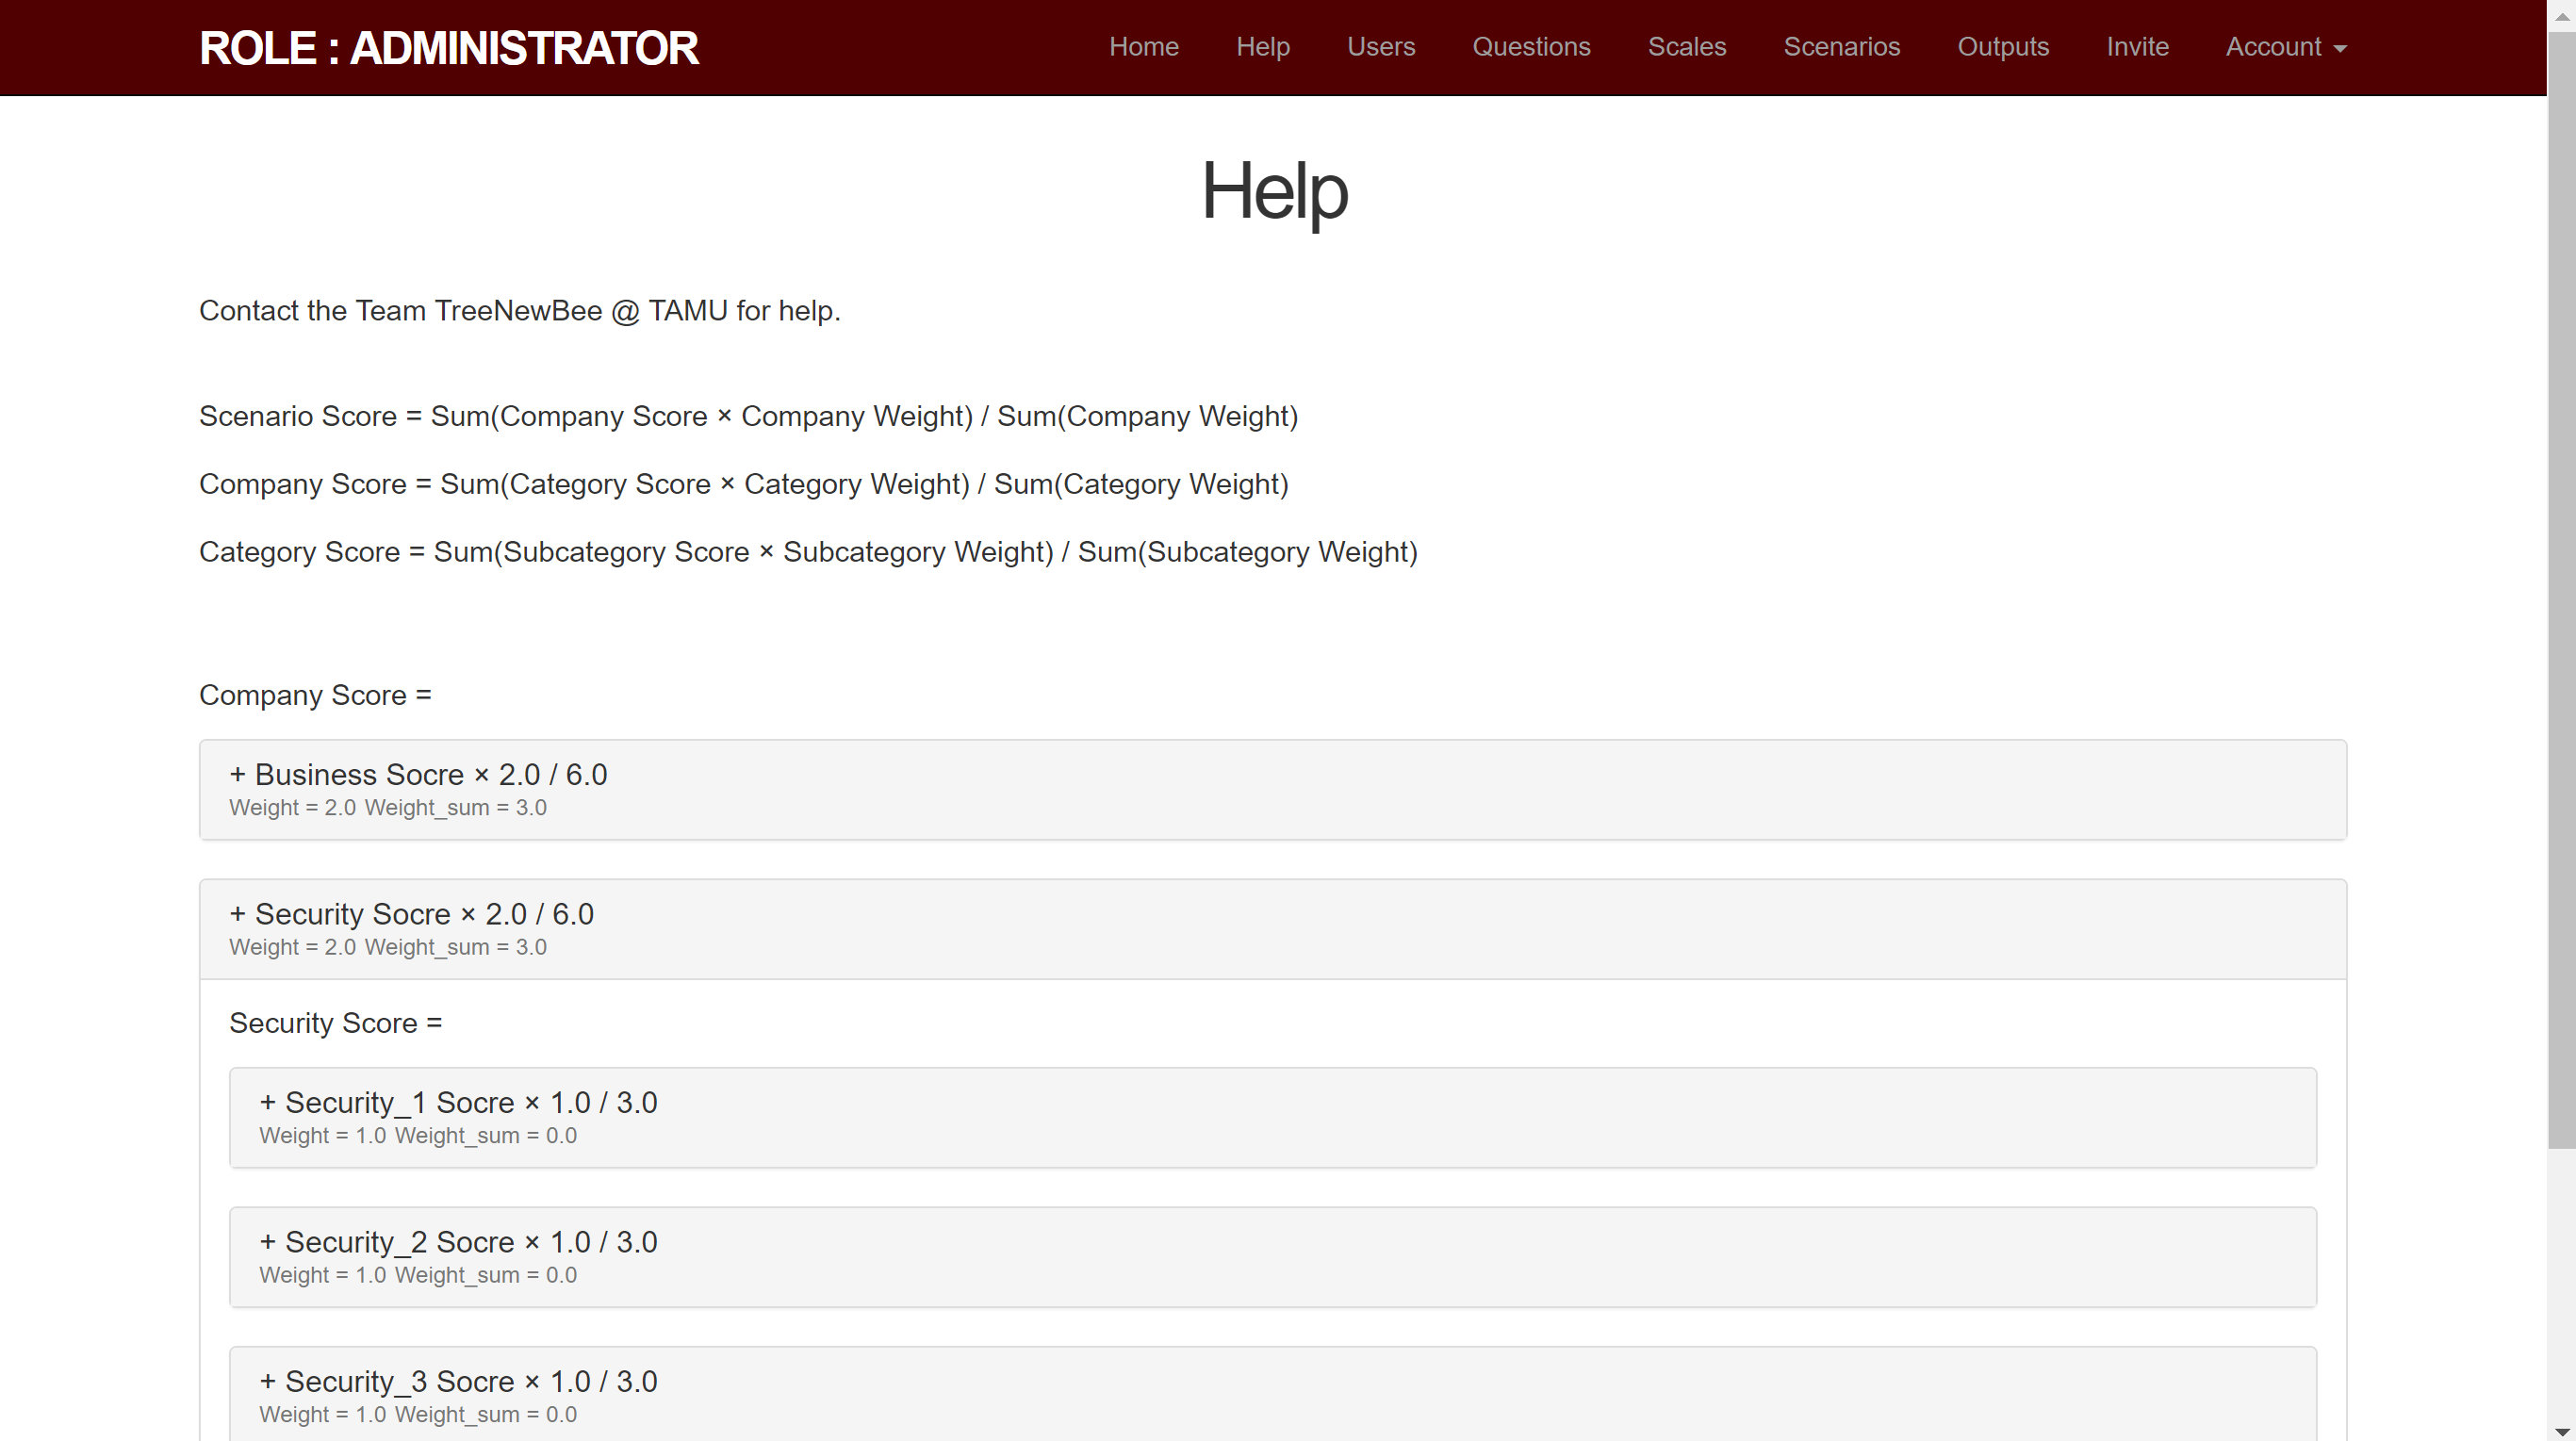 ROLE : ADMINISTRATOR
Home Help Users Questions Scales Scenarios Outputs Invite Account
Help
Contact the Team TreeNewBee @ TAMU for help.
Scenario Score = Sum(Company Score × Company Weight) / Sum(Company Weight)
Company Score = Sum(Category Score × Category Weight) / Sum(Category Weight)
Category Score = Sum(Subcategory Score × Subcategory Weight) / Sum(Subcategory Weight)
Company Score =
+ Business Socre × 2.0 / 6.0
Weight = 2.0 Weight_sum = 3.0
+ Security Socre × 2.0 / 6.0
Weight = 2.0 Weight_sum = 3.0
Security Score =
+ Security_1 Socre × 1.0 / 3.0
Weight = 1.0 Weight_sum = 0.0
+ Security_2 Socre × 1.0 / 3.0
Weight = 1.0 Weight_sum = 0.0
+ Security_3 Socre × 1.0 / 3.0
Weight = 1.0 Weight_sum = 0.0